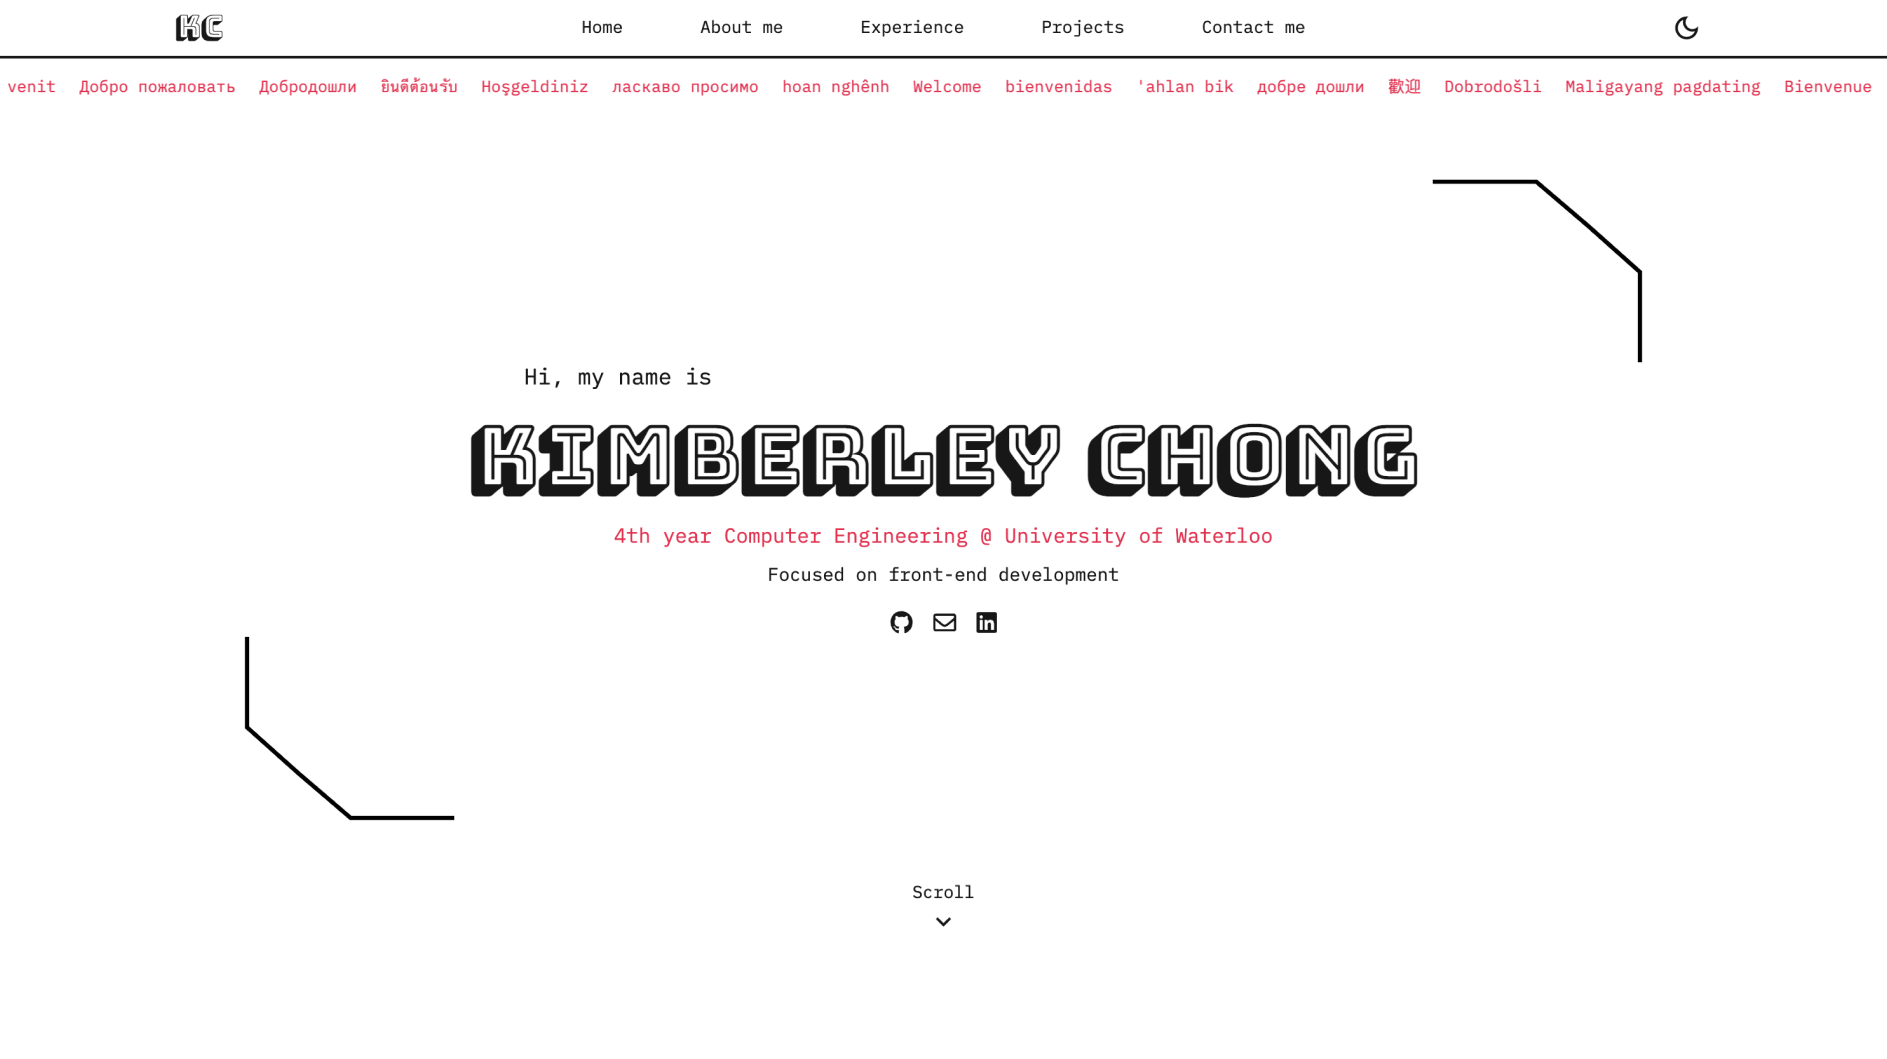 KC
Home About me Experience Projects Contact me
venit Добро пожаловать Добродошли ยินดีต้อนรับ Hoşgeldiniz ласкаво просимо hoan nghênh Welcome bienvenidas 'ahlan bik добре дошли 歡迎 Dobrodošli Maligayang pagdating Bienvenue
Hi, my name is
KIMBERLEY CHONG
4th year Computer Engineering @ University of Waterloo
Focused on front-end development
Scroll